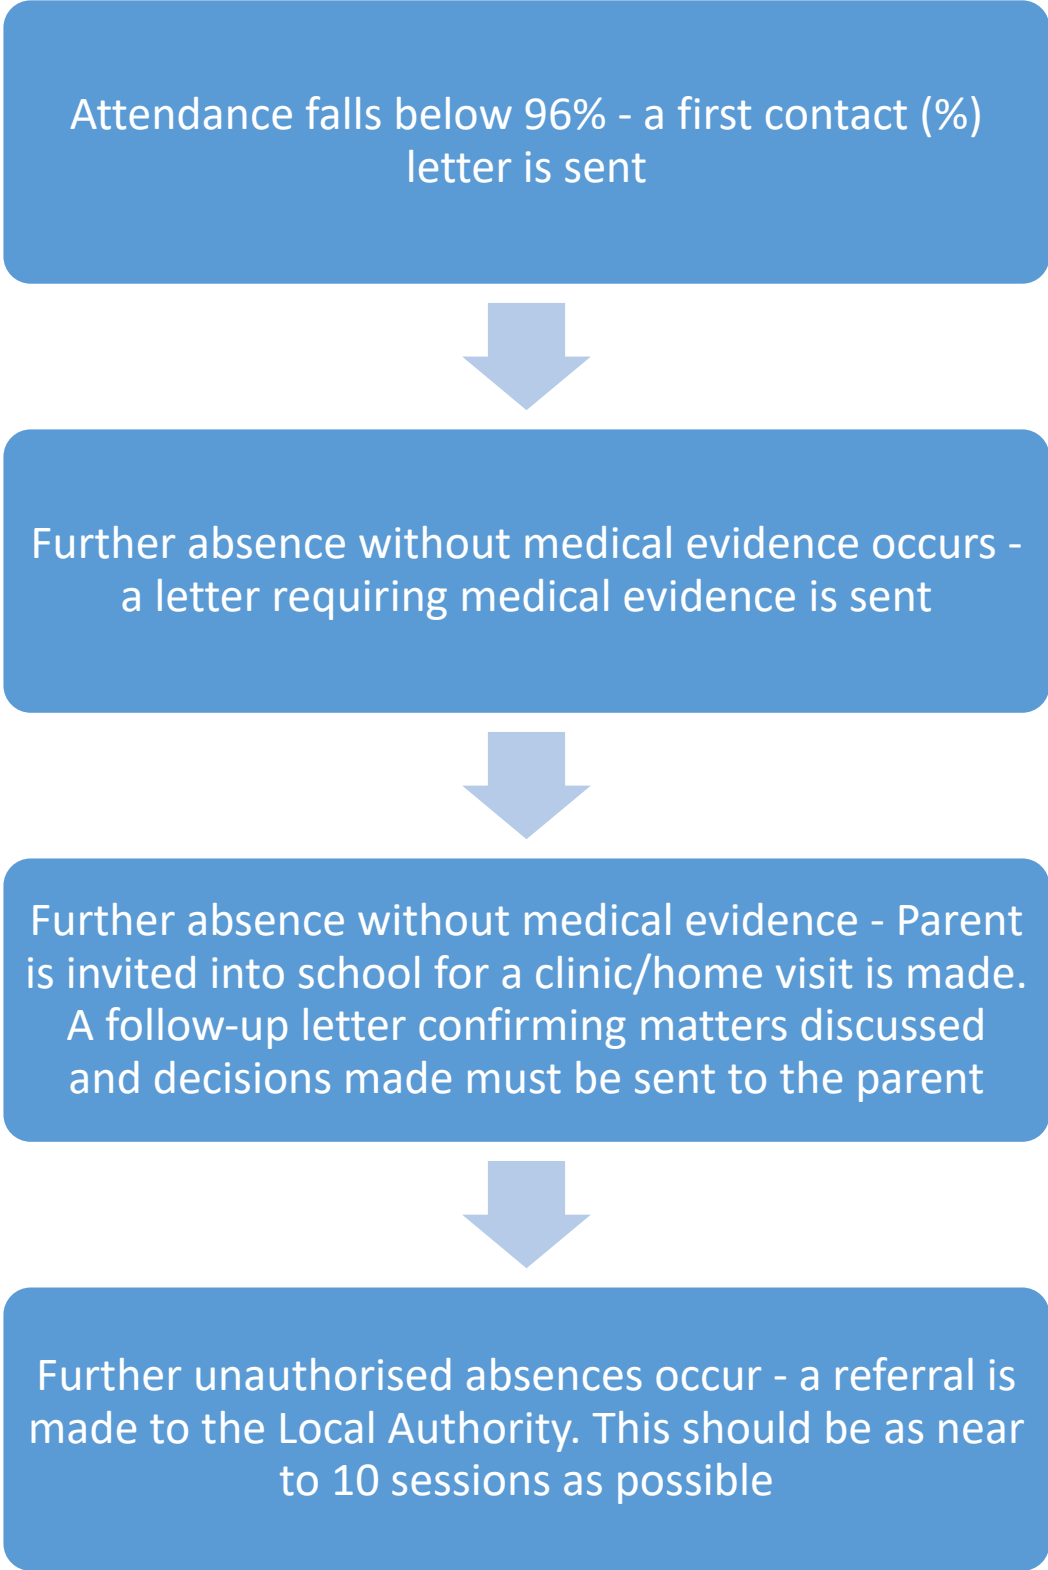 Attendance falls below 96% - a first contact (%)
letter is sent
Further absence without medical evidence occurs -
a letter requiring medical evidence is sent
Further absence without medical evidence - Parent
is invited into school for a clinic/home visit is made.
A follow-up letter confirming matters discussed
and decisions made must be sent to the parent
Further unauthorised absences occur - a referral is
made to the Local Authority. This should be as near
to 10 sessions as possible